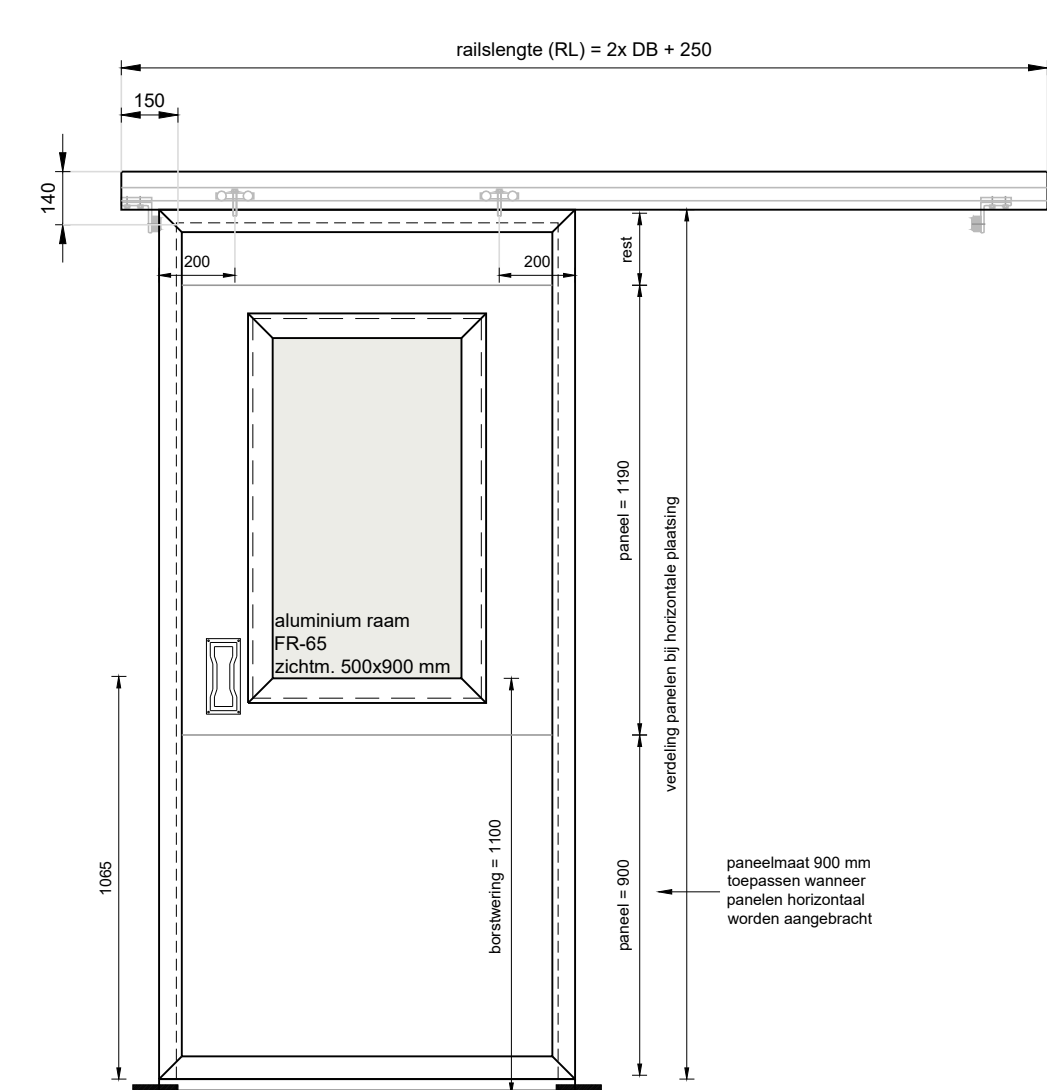 railslengte (RL) = 2x DB + 250
150
140
200
200
rest
paneel = 1190
verdeling panelen bij horizontale plaatsing
aluminium raam
FR-65
zichtm. 500x900 mm
1065
borstwering = 1100
paneel = 900
paneelmaat 900 mm
toepassen wanneer
panelen horizontaal
worden aangebracht